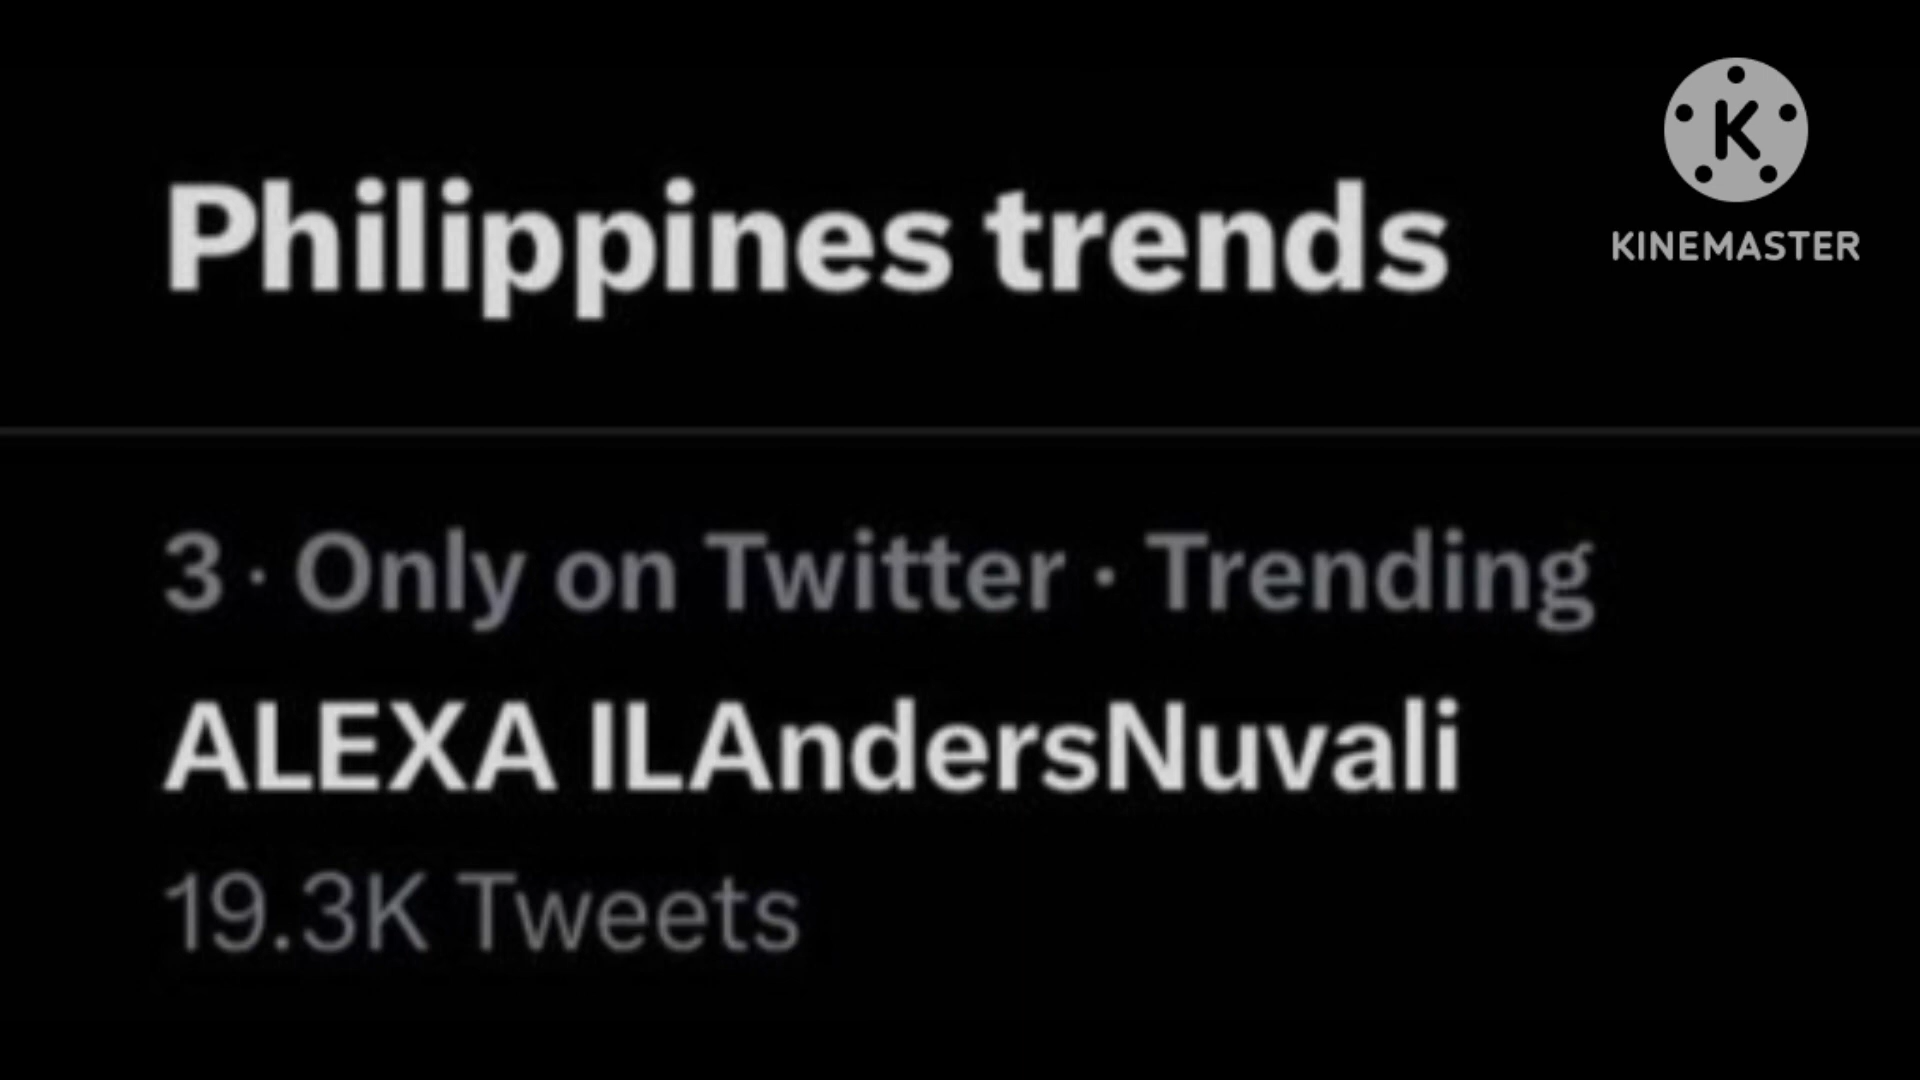 K
KINEMASTER
Philippines trends
3 · Only on Twitter · Trending
ALEXA ILAndersNuvali
19.3K Tweets